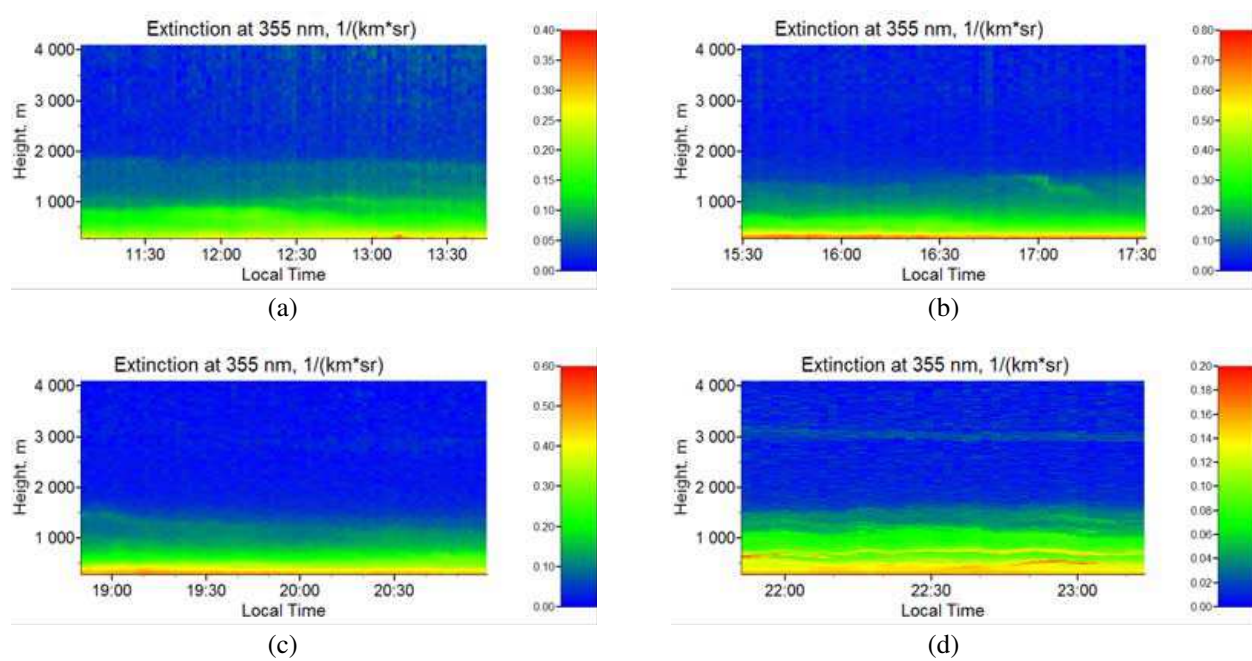 Extinction at 355 nm, 1/(km*sr)
4 000
3 000
2 000
1 000
Height, m
11:30 12:00 12:30 13:00 13:30
Local Time
0.40
0.35
0.30
0.25
0.20
0.15
0.10
0.05
0.00
(a)
Extinction at 355 nm, 1/(km*sr)
4 000
3 000
2 000
1 000
Height, m
15:30 16:00 16:30 17:00 17:30
Local Time
0.80
0.70
0.60
0.50
0.40
0.30
0.20
0.10
0.00
(b)
Extinction at 355 nm, 1/(km*sr)
4 000
3 000
2 000
1 000
Height, m
19:00 19:30 20:00 20:30
Local Time
0.60
0.50
0.40
0.30
0.20
0.10
0.00
(c)
Extinction at 355 nm, 1/(km*sr)
4 000
3 000
2 000
1 000
Height, m
22:00 22:30 23:00
Local Time
0.20
0.18
0.16
0.14
0.12
0.10
0.08
0.06
0.04
0.02
0.00
(d)